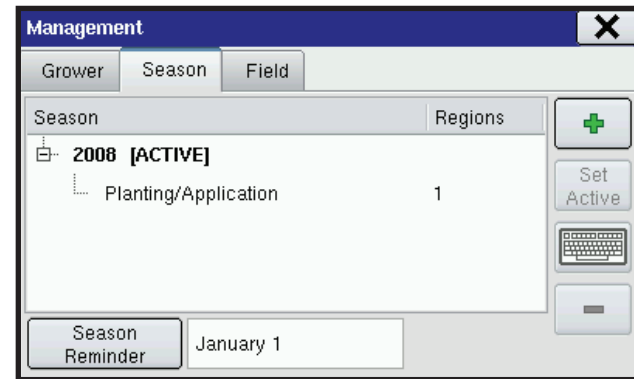 Management
Grower Season Field
Season Regions
2008 [ACTIVE]
Planting/Application 1
Set
Active
Season
Reminder
January 1